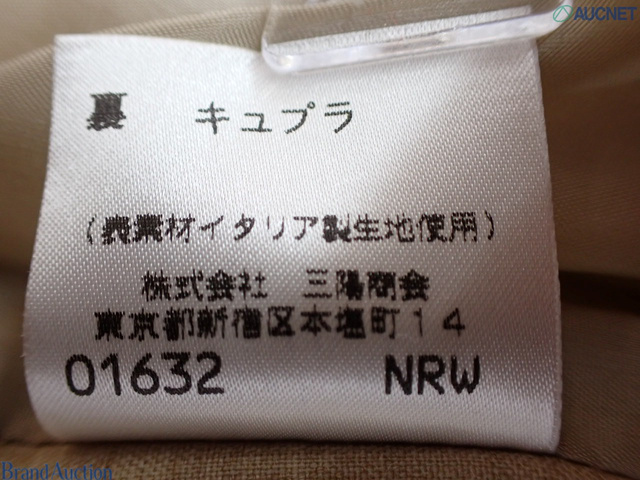 AUCNET
裏 キュプラ
(表素材イタリア製生地使用)
株式会社 三陽商会
東京都新宿区本塩町14
01632 NRW
Brand Auction